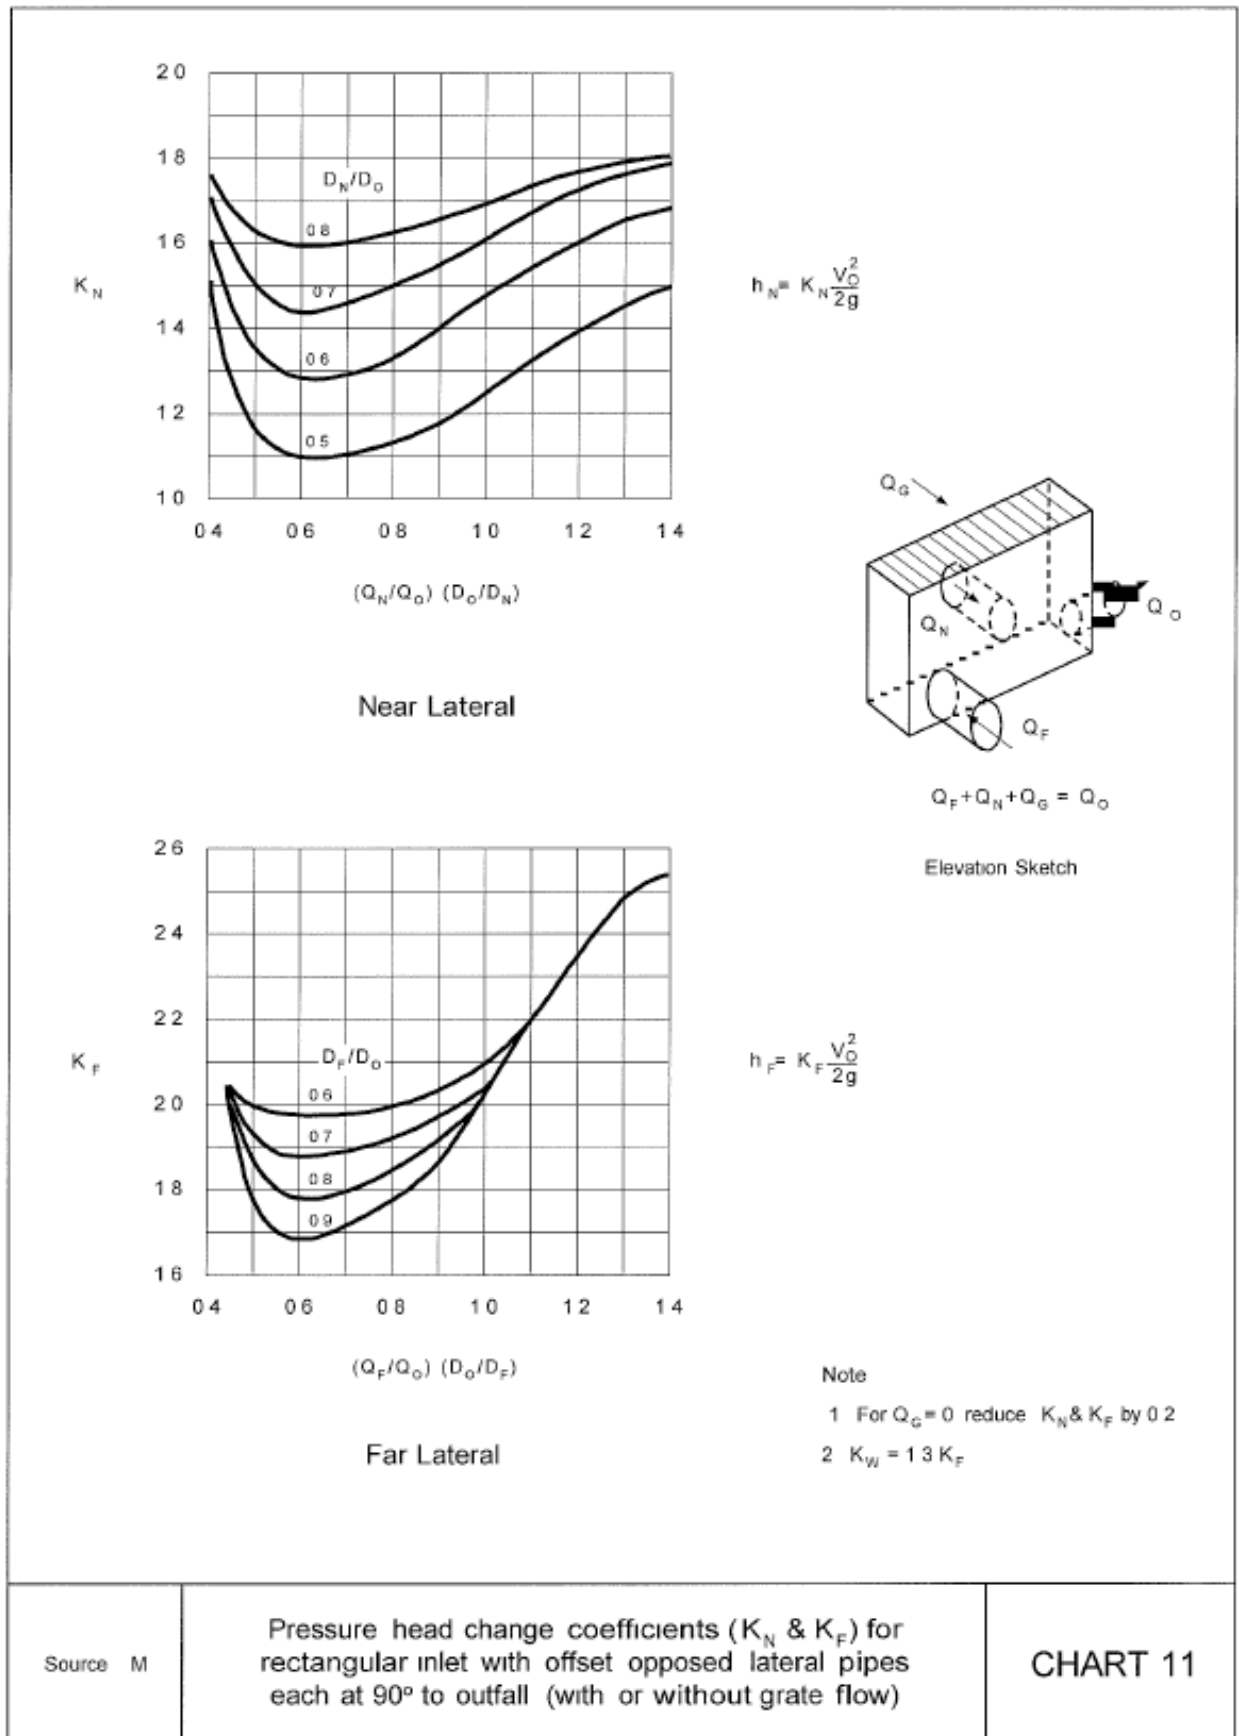 2 0
1 8
1 6
1 4
1 2
1 0
K_N
D_N/D_O
0 8
0 7
0 6
0 5
0 4 0 6 0 8 1 0 1 2 1 4
(Q_N/Q_O) (D_O/D_N)
Near Lateral
h_N = K_N V_O^2/2g
Q_G
Q_N
Q_O
Q_F
Q_F+Q_N+Q_G = Q_O
Elevation Sketch
2 6
2 4
2 2
2 0
1 8
1 6
K_F
D_F/D_O
0 6
0 7
0 8
0 9
0 4 0 6 0 8 1 0 1 2 1 4
(Q_F/Q_O) (D_O/D_F)
Far Lateral
h_F = K_F V_O^2/2g
Note
1 For Q_G = 0 reduce K_N & K_F by 0 2
2 K_W = 1 3 K_F
Source M
Pressure head change coefficients (K_N & K_F) for
rectangular inlet with offset opposed lateral pipes
each at 90º to outfall (with or without grate flow)
CHART 11